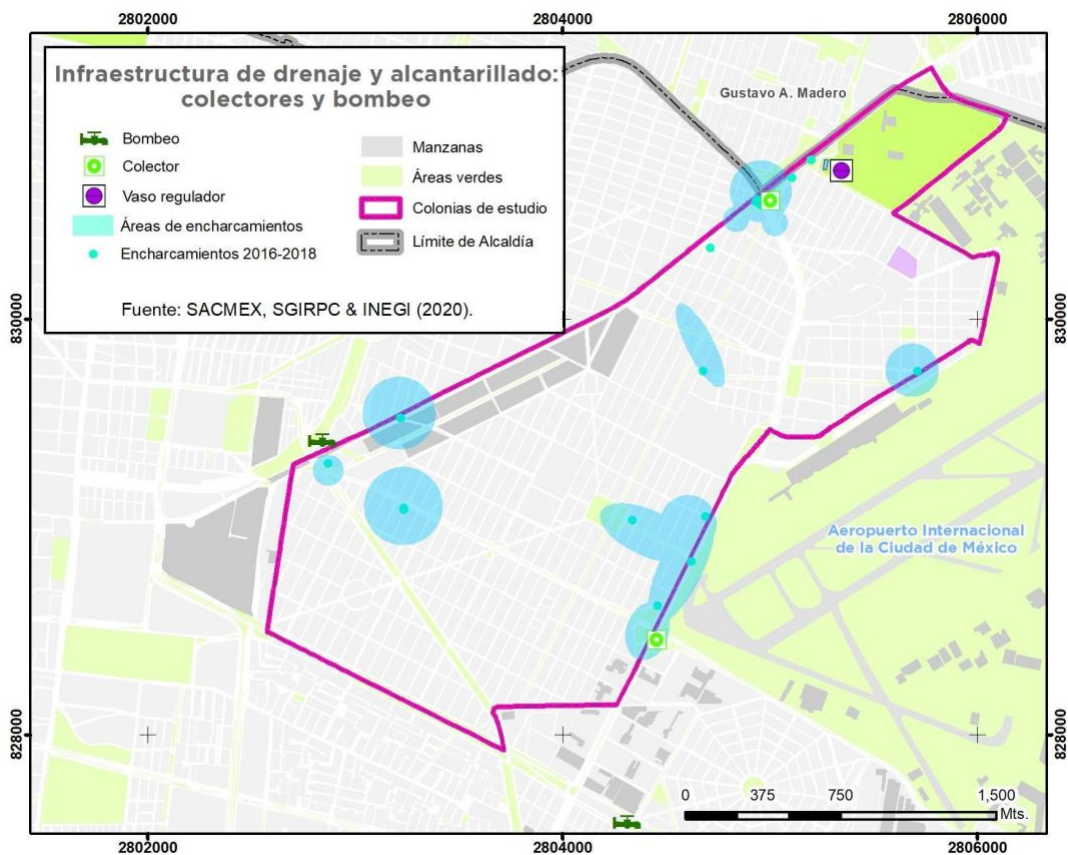 2802000
2804000
2806000
Infraestructura de drenaje y alcantarillado:
colectores y bombeo
Bombeo
Colector
Vaso regulador
Áreas de encharcamientos
Encharcamientos 2016-2018
Manzanas
Áreas verdes
Colonias de estudio
Límite de Alcaldía
Fuente: SACMEX, SGIRPC & INEGI (2020).
Gustavo A. Madero
830000
830000
Aeropuerto Internacional
de la Ciudad de México
828000
828000
0 375 750 1,500
Mts.
2802000
2804000
2806000